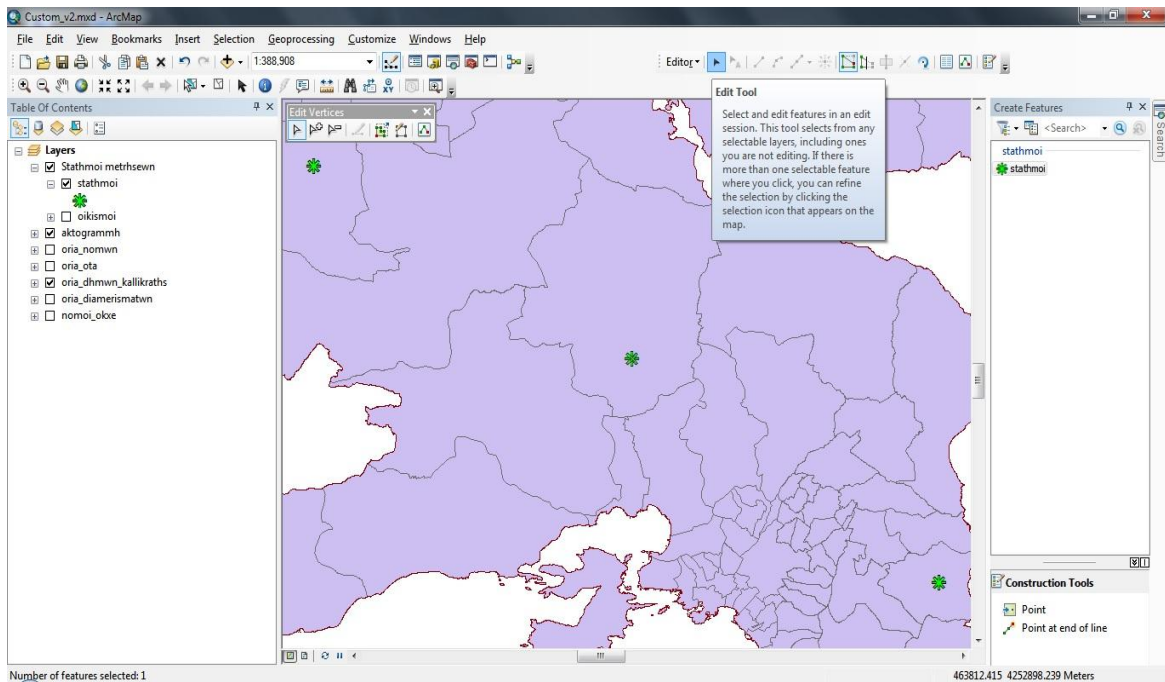 Custom_v2.mxd - ArcMap
File Edit View Bookmarks Insert Selection Geoprocessing Customize Windows Help
1:388,908
Editor
Edit Tool
Select and edit features in an edit
session. This tool selects from any
selectable layers, including ones
you are not editing. If there is
more than one selectable feature
where you click, you can refine
the selection by clicking the
selection icon that appears on the
map.
Table Of Contents
Layers
Stathmoi metrhsewn
stathmoi
oikismoi
aktogrammh
oria_nomwn
oria_ota
oria_dhmwn_kallikraths
oria_diamerismatwn
nomoi_okxe
Edit Vertices
Create Features
<Search>
stathmoi
stathmoi
Search
Construction Tools
Point
Point at end of line
Number of features selected: 1
463812.415 4252898.239 Meters